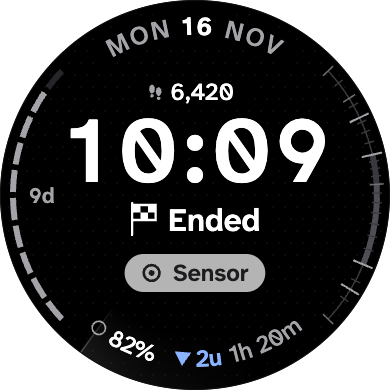 MON 16 NOV
6,420
10:09
9d
Ended
Sensor
82% ▼2u 1h 20m